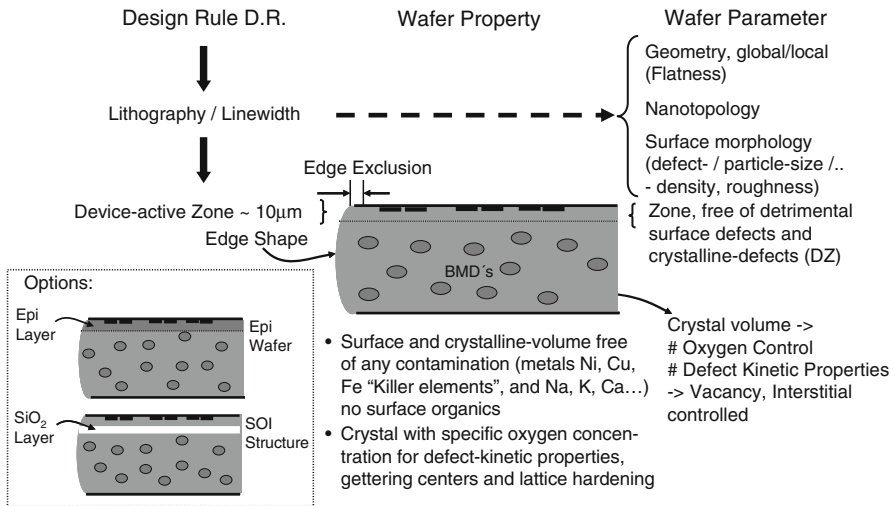 Design Rule D.R.
Wafer Property
Wafer Parameter
Geometry, global/local
(Flatness)
Lithography / Linewidth
Nanotopology
Surface morphology
(defect- / particle-size /..
- density, roughness)
Edge Exclusion
Device-active Zone ~ 10μm
Edge Shape
Zone, free of detrimental
surface defects and
crystalline-defects (DZ)
BMD´s
Options:
Epi
Layer
Epi
Wafer
SiO2
Layer
SOI
Structure
• Surface and crystalline-volume free
of any contamination (metals Ni, Cu,
Fe “Killer elements”, and Na, K, Ca…)
no surface organics
• Crystal with specific oxygen concen-
tration for defect-kinetic properties,
gettering centers and lattice hardening
Crystal volume ->
# Oxygen Control
# Defect Kinetic Properties
-> Vacancy, Interstitial
controlled